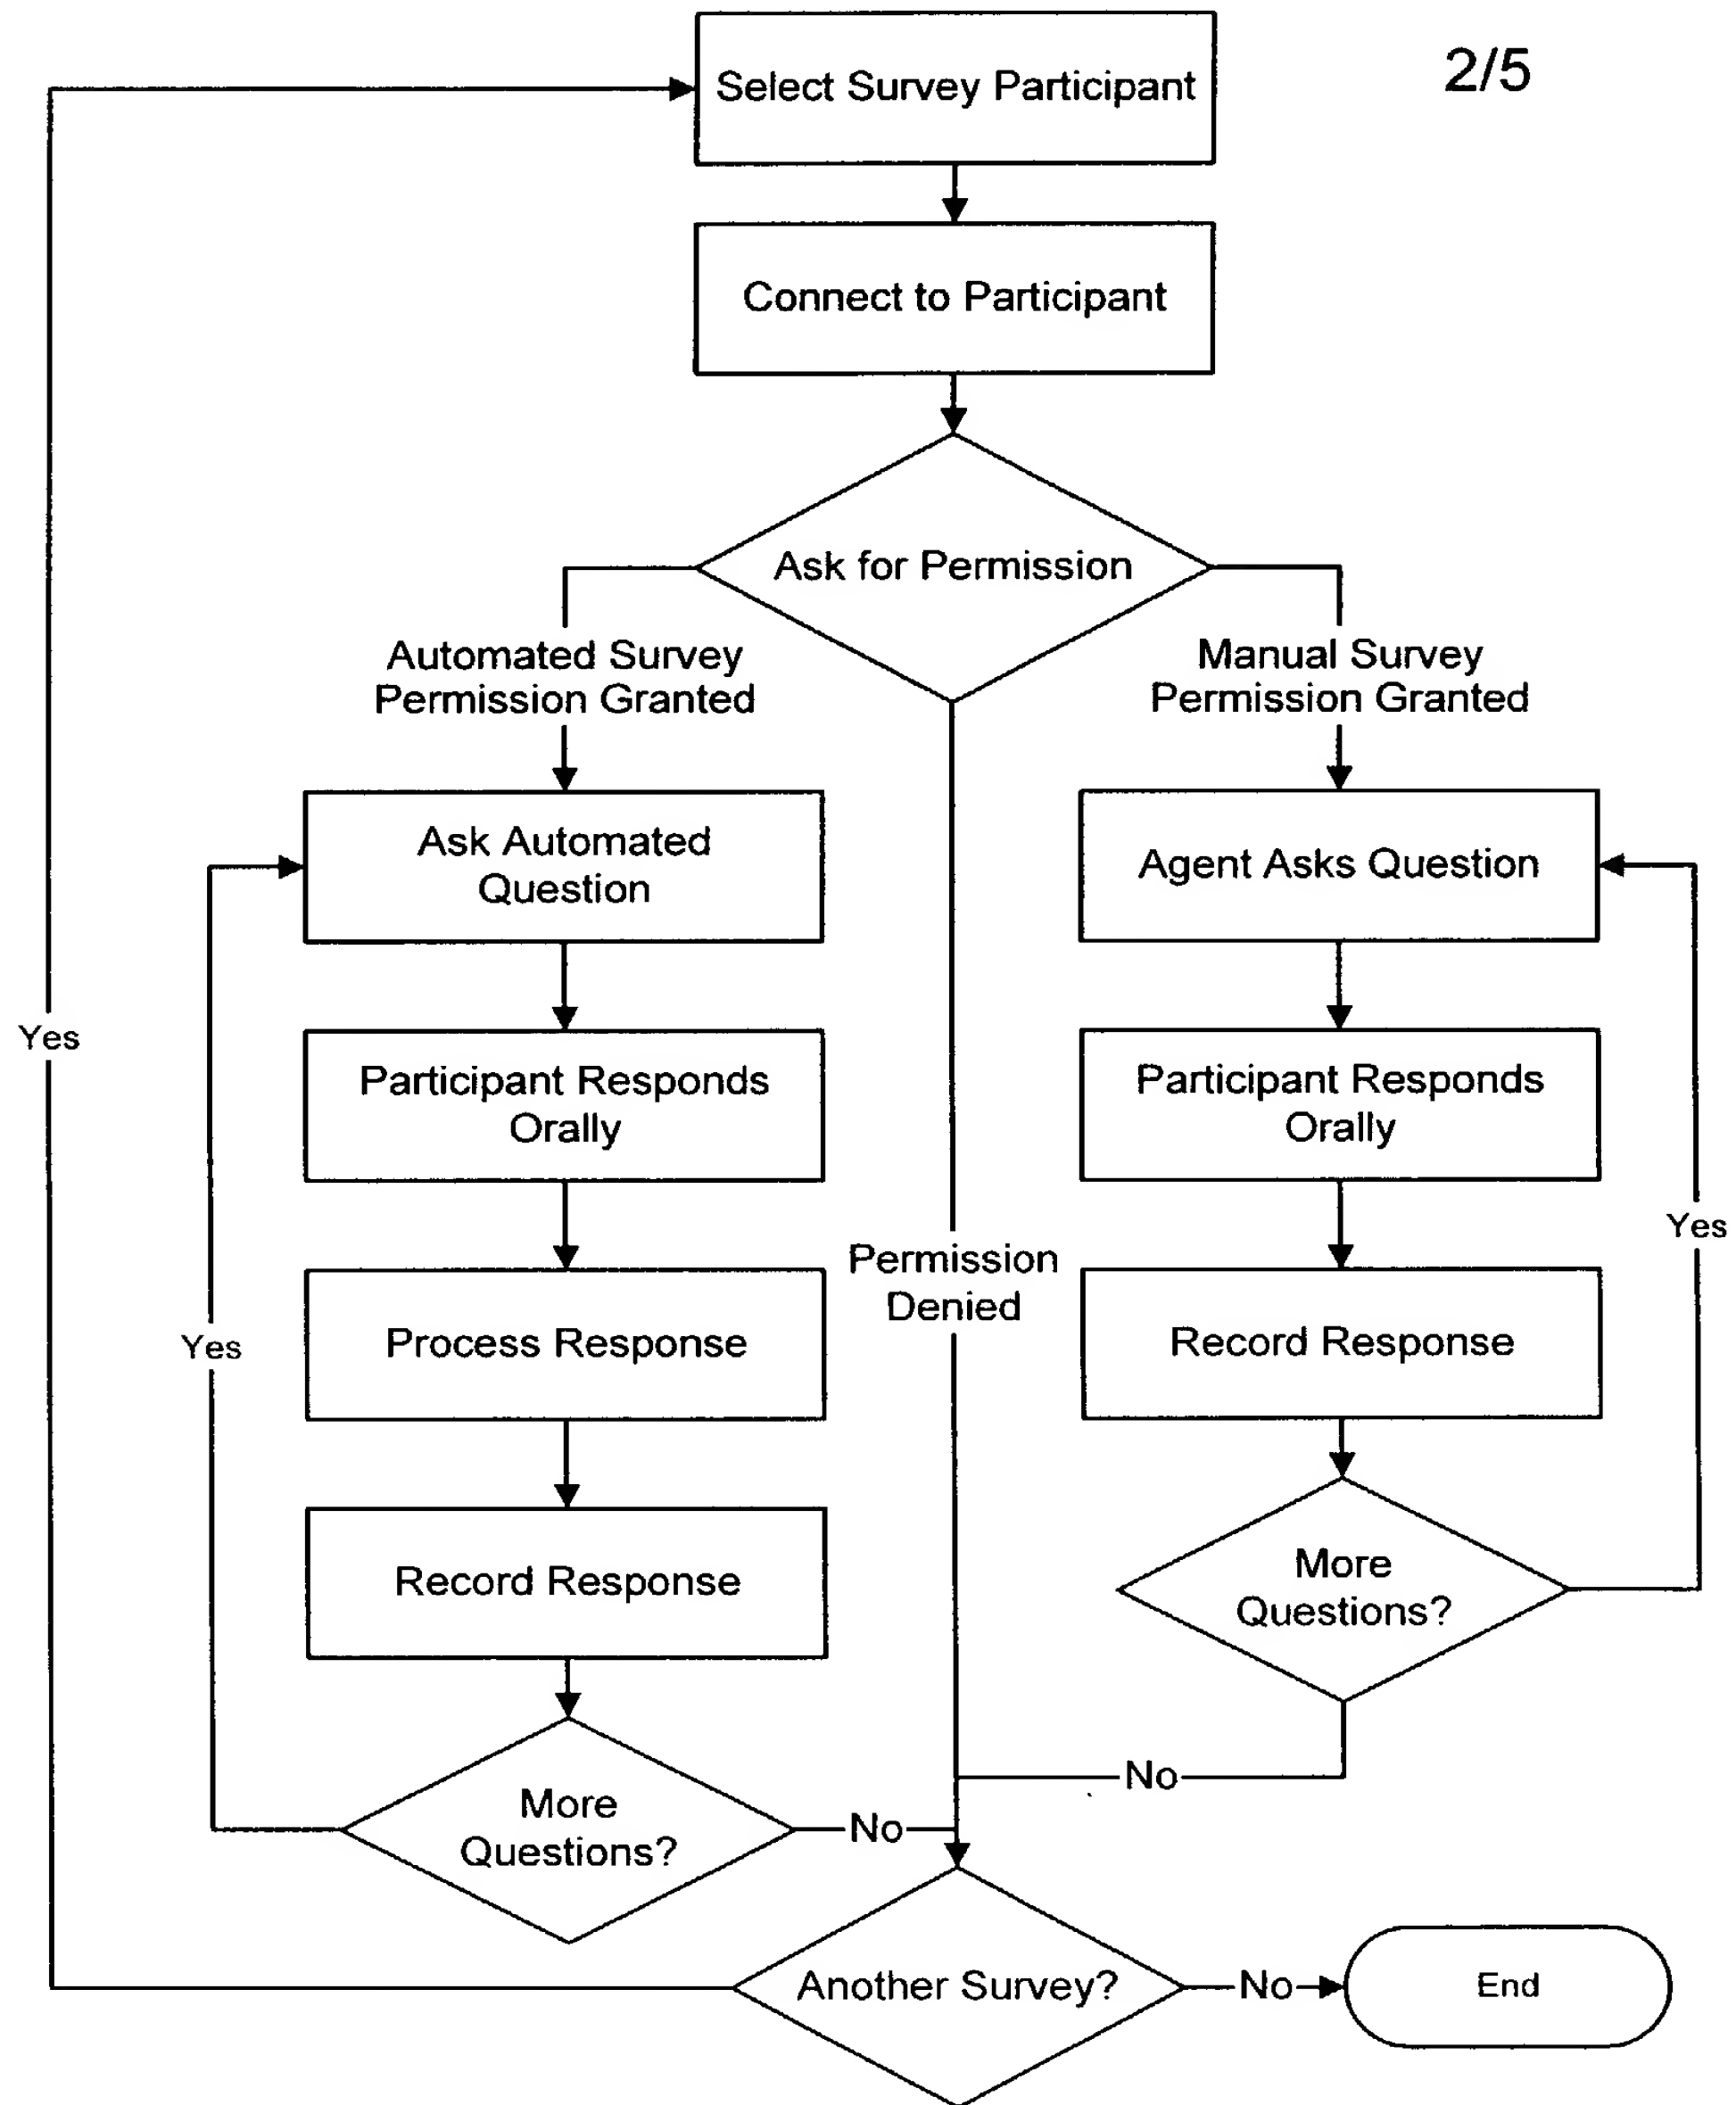 2/5
Select Survey Participant
Connect to Participant
Ask for Permission
Automated Survey
Permission Granted
Manual Survey
Permission Granted
Ask Automated
Question
Agent Asks Question
Yes
Participant Responds
Orally
Participant Responds
Orally
Yes
Permission
Denied
Process Response
Record Response
Yes
Record Response
More
Questions?
No
More
Questions?
No
Another Survey?
No
End